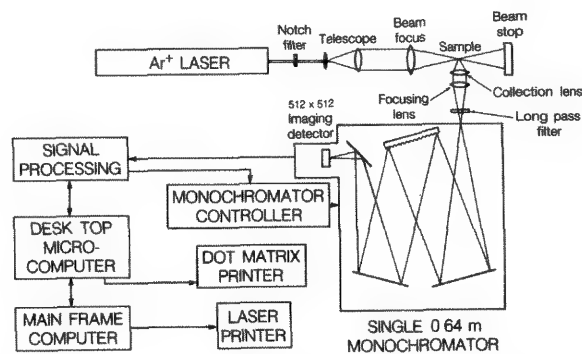 Notch
filter
Telescope
Beam
focus
Sample
Beam
stop
Ar+ LASER
Collection lens
Focusing
lens
Long pass
filter
512 x 512
Imaging
detector
SIGNAL
PROCESSING
MONOCHROMATOR
CONTROLLER
DESK TOP
MICRO-
COMPUTER
DOT MATRIX
PRINTER
MAIN FRAME
COMPUTER
LASER
PRINTER
SINGLE 0 64 m
MONOCHROMATOR